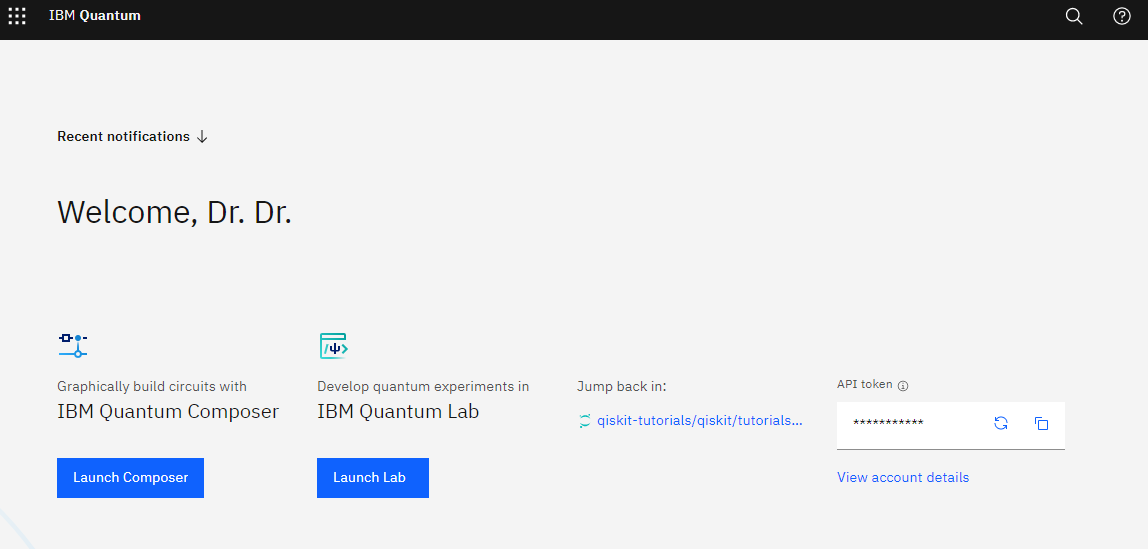 IBM Quantum
Recent notifications
Welcome, Dr. Dr.
Graphically build circuits with
IBM Quantum Composer
Launch Composer
Develop quantum experiments in
IBM Quantum Lab
Launch Lab
Jump back in:
qiskit-tutorials/qiskit/tutorials...
API token
***********
View account details